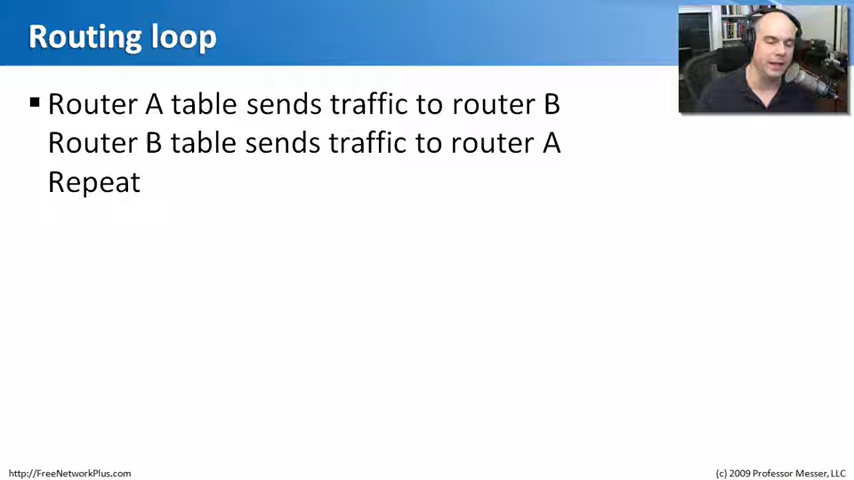 Routing loop
▪ Router A table sends traffic to router B
Router B table sends traffic to router A
Repeat
http://FreeNetworkPlus.com
(c) 2009 Professor Messer, LLC